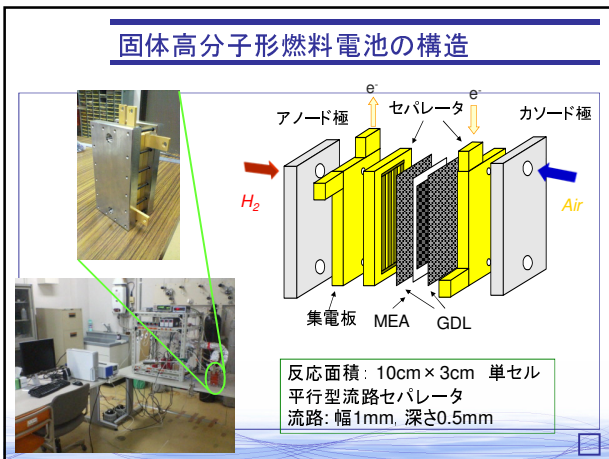 固体高分子形燃料電池の構造
e-
e-
アノード極
セパレータ
カソード極
H2
Air
集電板
MEA
GDL
反応面積：10cm×3cm 単セル
平行型流路セパレータ
流路：幅1mm，深さ0.5mm